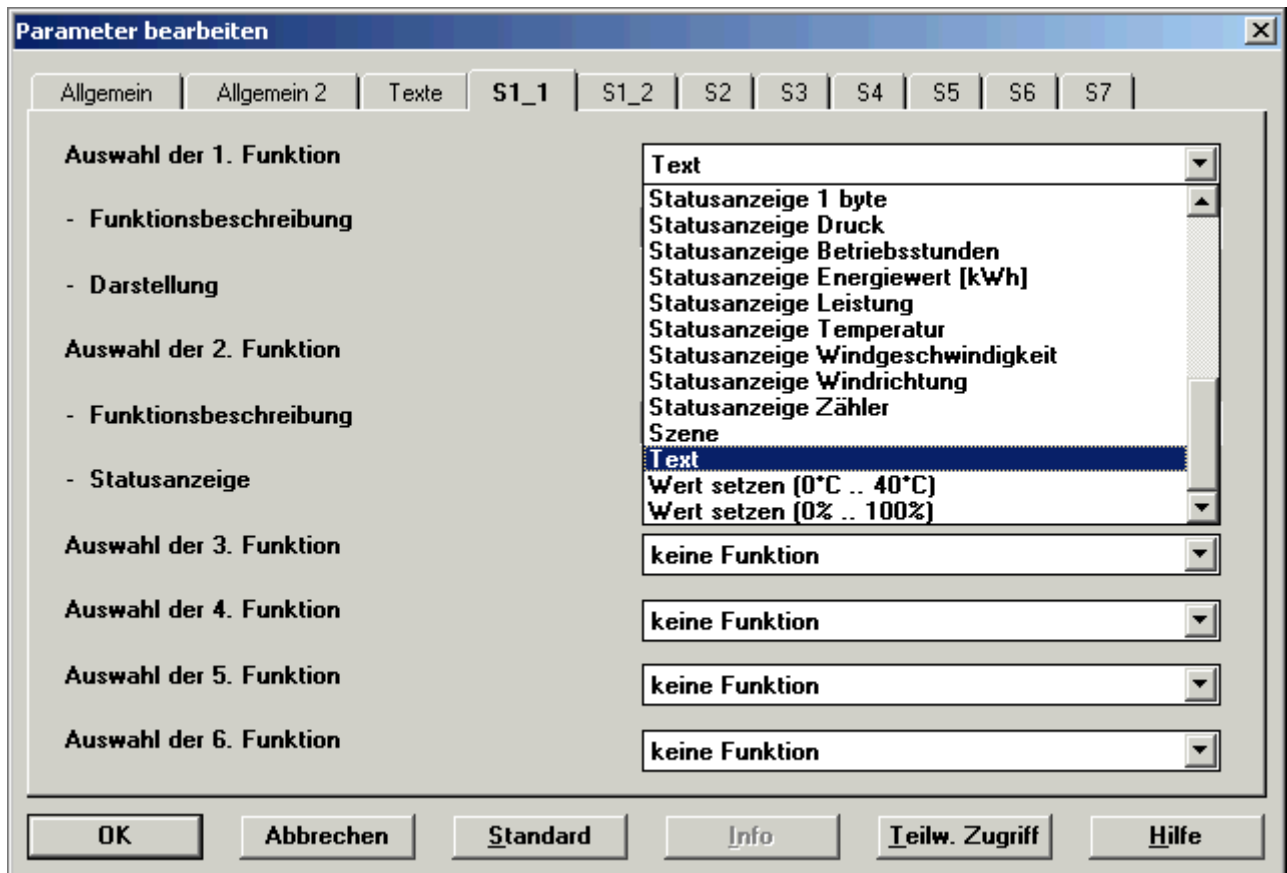 Parameter bearbeiten
Allgemein Allgemein 2 Texte S1_1 S1_2 S2 S3 S4 S5 S6 S7
Auswahl der 1. Funktion
Text
Statusanzeige 1 byte
Statusanzeige Druck
Statusanzeige Betriebsstunden
Statusanzeige Energiewert [kWh]
Statusanzeige Leistung
Statusanzeige Temperatur
Statusanzeige Windgeschwindigkeit
Statusanzeige Windrichtung
Statusanzeige Zähler
Szene
Text
Wert setzen (0°C .. 40°C)
Wert setzen (0% .. 100%)
- Funktionsbeschreibung
- Darstellung
Auswahl der 2. Funktion
- Funktionsbeschreibung
- Statusanzeige
Auswahl der 3. Funktion keine Funktion
Auswahl der 4. Funktion keine Funktion
Auswahl der 5. Funktion keine Funktion
Auswahl der 6. Funktion keine Funktion
OK Abbrechen Standard Info Teilw. Zugriff Hilfe